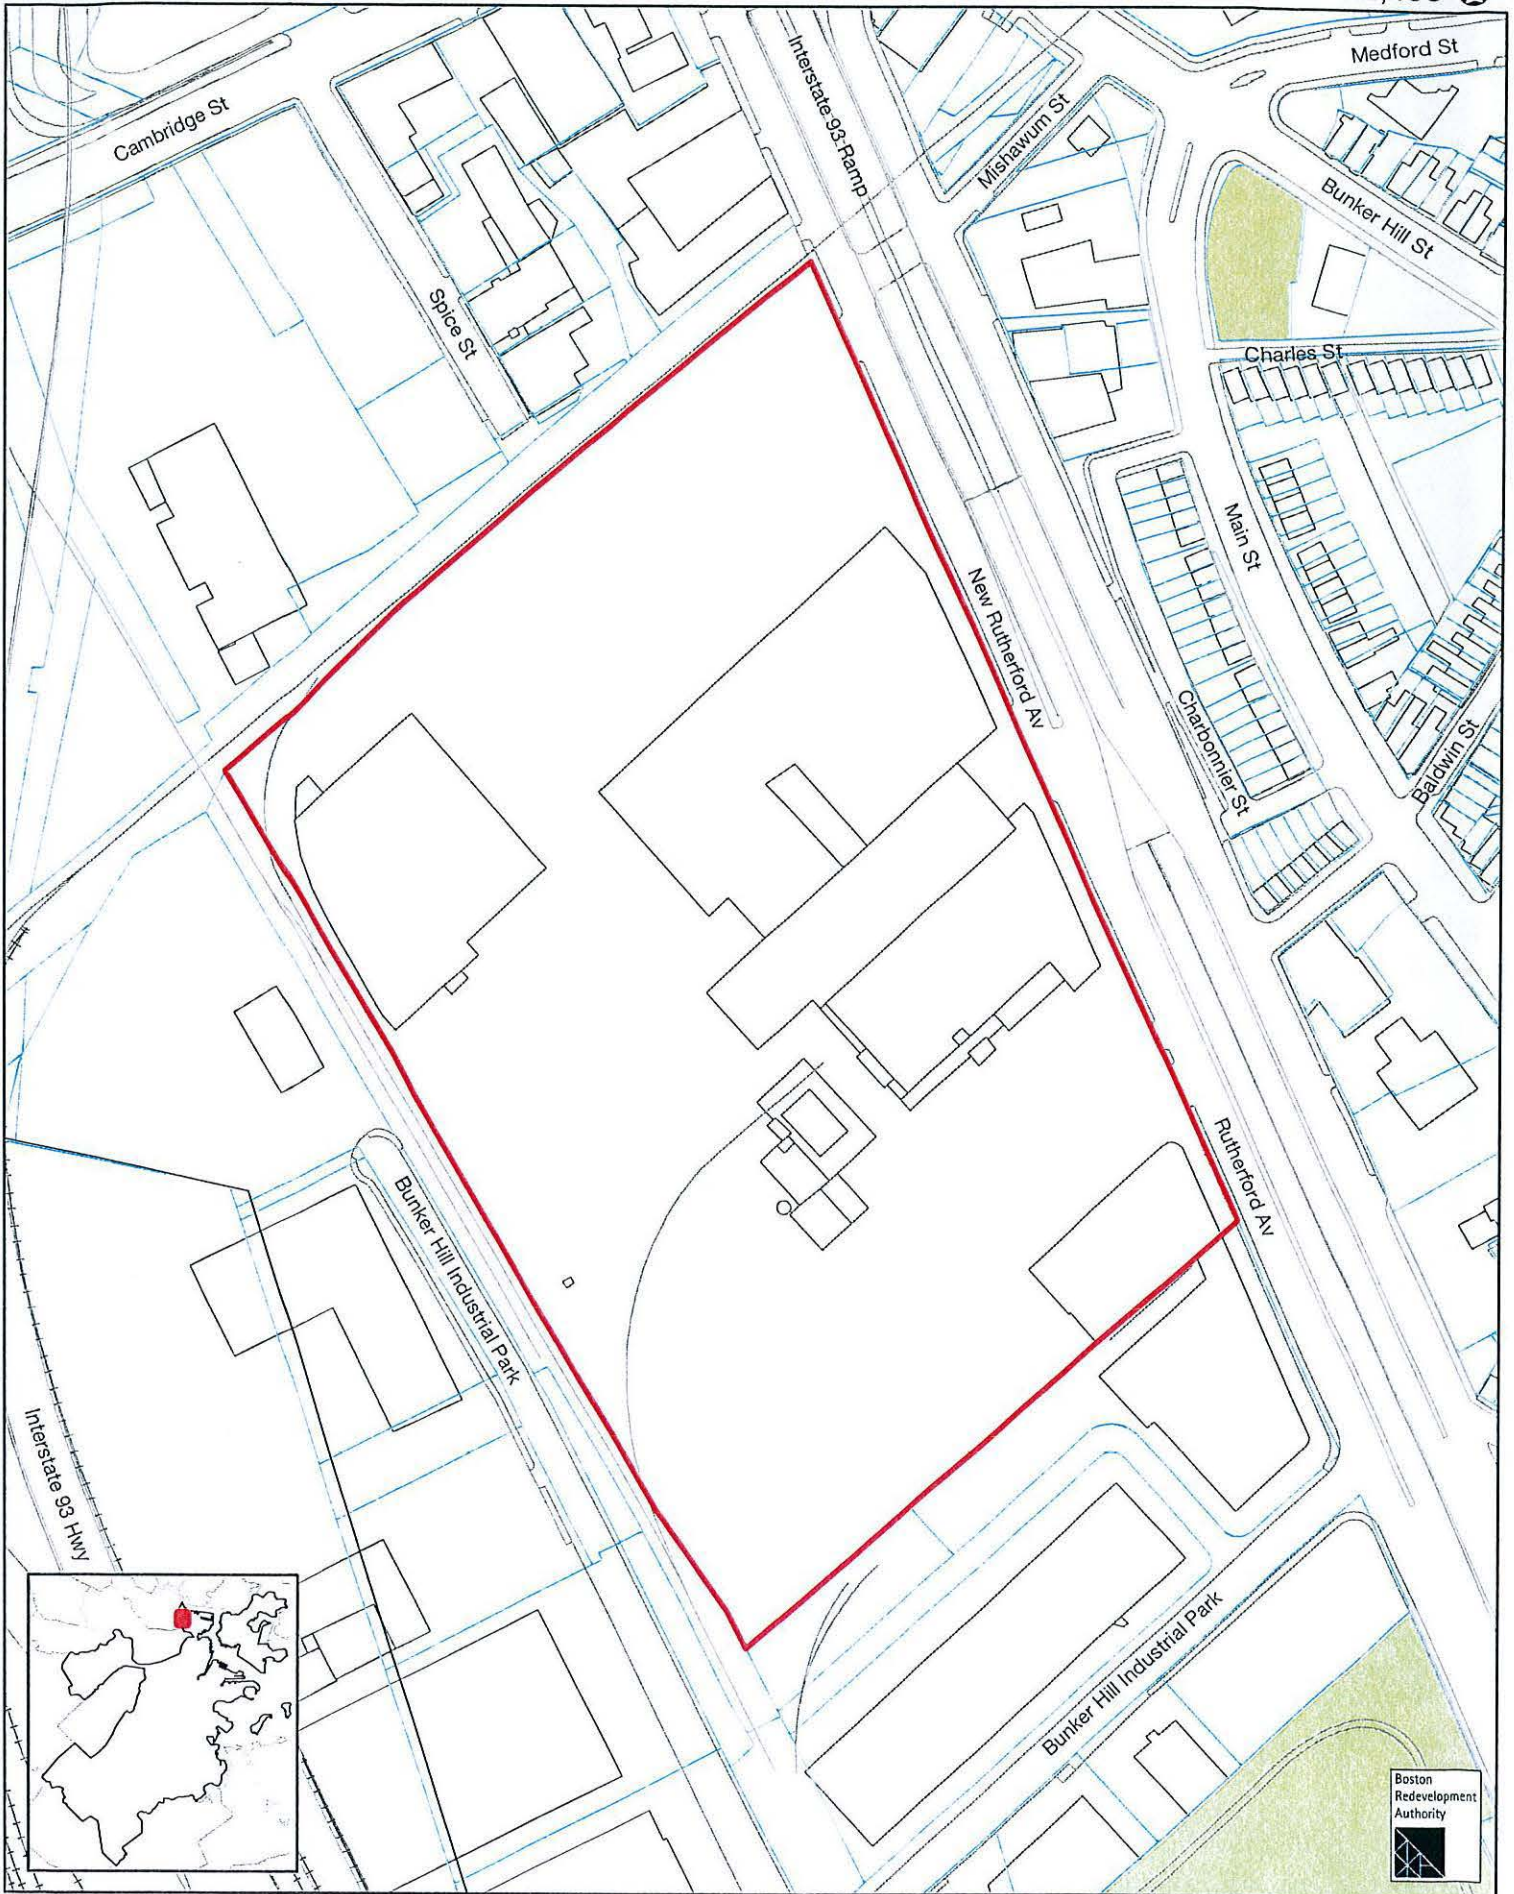 Medford St
Cambridge St
Interstate 93 Ramp
Mishawum St
Bunker Hill St
Spice St
Charles St
Main St
New Rutherford Av
Charbonnier St
Baldwin St
Rutherford Av
Bunker Hill Industrial Park
Interstate 93 Hwy
Bunker Hill Industrial Park
Boston
Redevelopment
Authority